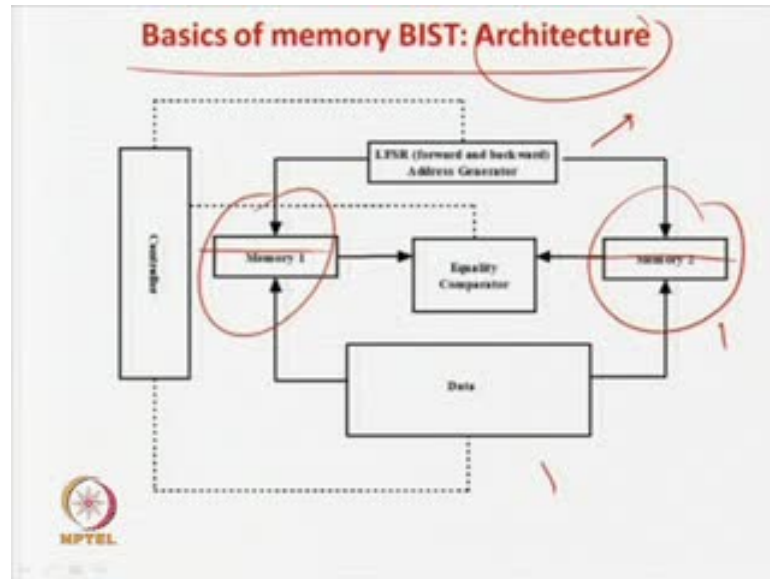 Basics of memory BIST: Architecture
LFSR (forward and backward)
Address Generator
Controller
Memory 1
Equality
Comparator
Memory 2
Data
NPTEL